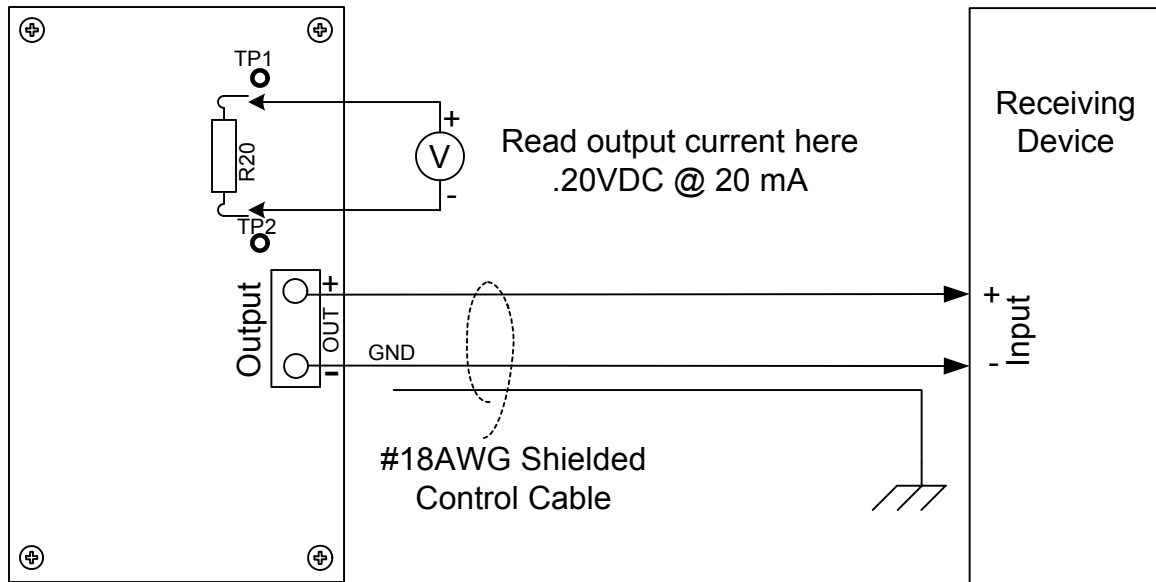 TP1
R20
TP2
+
V
-
Read output current here
.20VDC @ 20 mA
Receiving
Device
Output
+
OUT
-
GND
+
-
Input
#18AWG Shielded
Control Cable